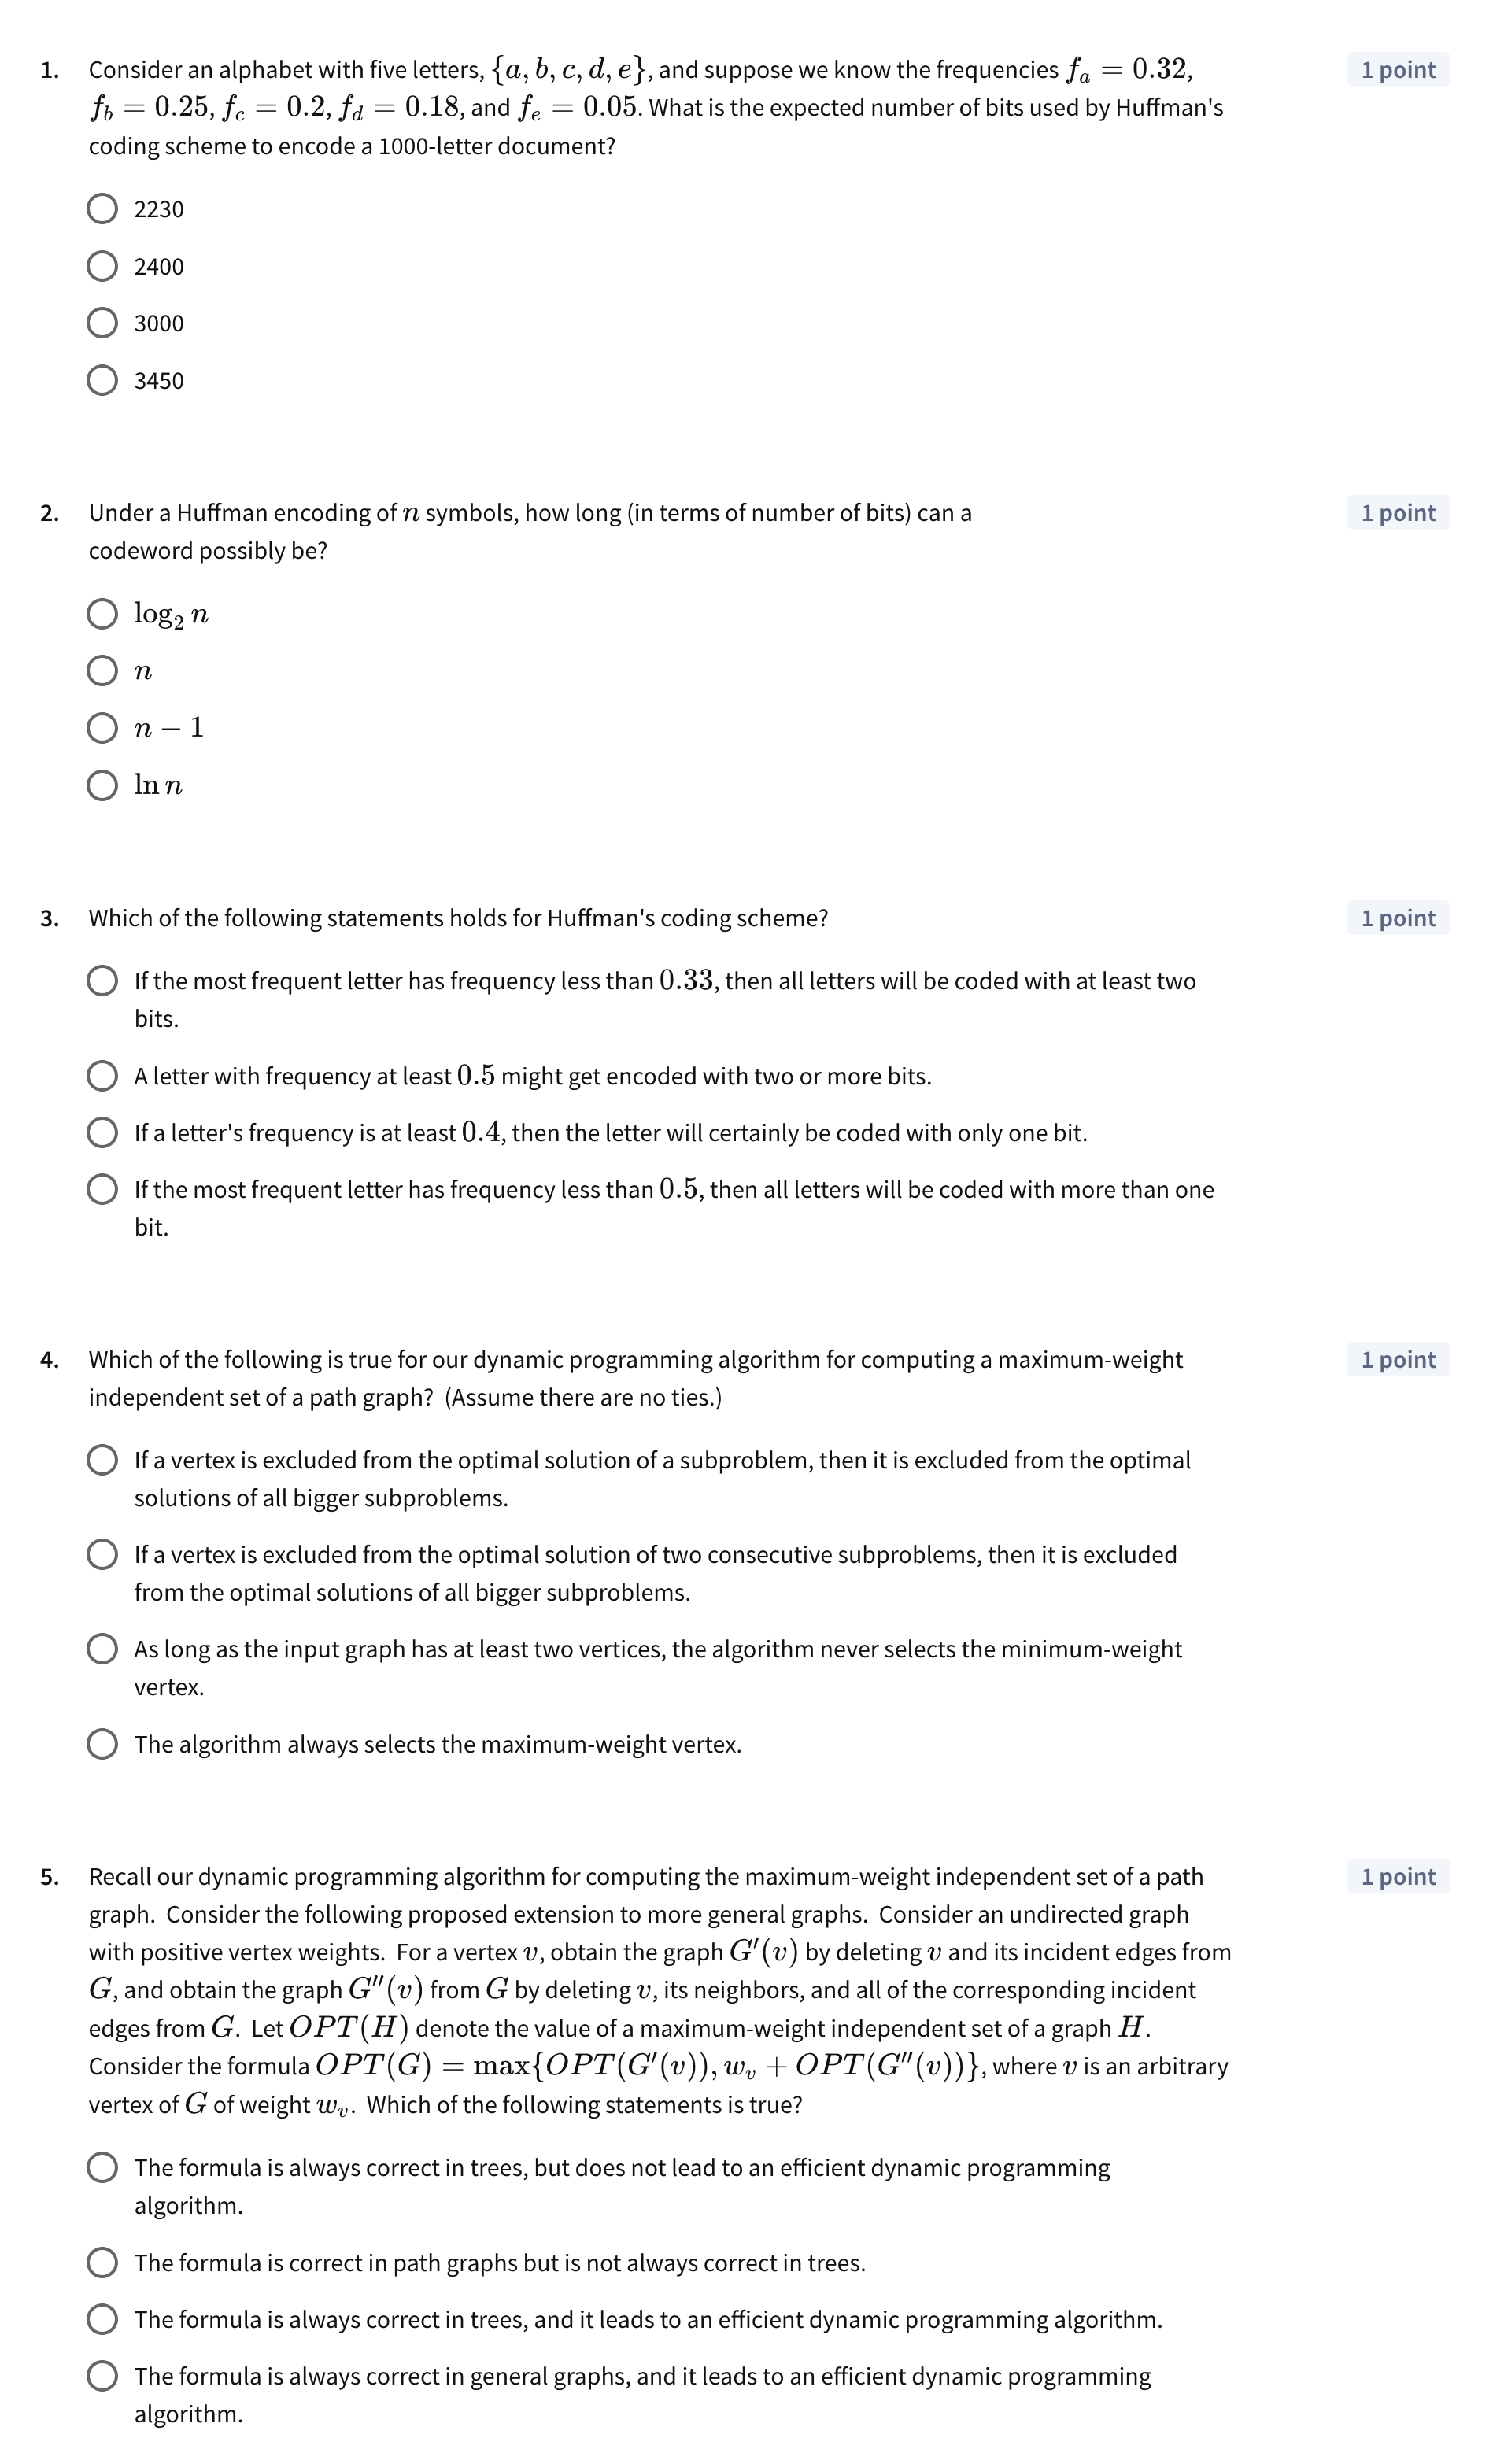 1. Consider an alphabet with five letters, {a, b, c, d, e}, and suppose we know the frequencies f_a = 0.32, 1 point
f_b = 0.25, f_c = 0.2, f_d = 0.18, and f_e = 0.05. What is the expected number of bits used by Huffman's
coding scheme to encode a 1000-letter document?
2230
2400
3000
3450
2. Under a Huffman encoding of n symbols, how long (in terms of number of bits) can a 1 point
codeword possibly be?
log₂ n
n
n − 1
ln n
3. Which of the following statements holds for Huffman's coding scheme? 1 point
If the most frequent letter has frequency less than 0.33, then all letters will be coded with at least two
bits.
A letter with frequency at least 0.5 might get encoded with two or more bits.
If a letter's frequency is at least 0.4, then the letter will certainly be coded with only one bit.
If the most frequent letter has frequency less than 0.5, then all letters will be coded with more than one
bit.
4. Which of the following is true for our dynamic programming algorithm for computing a maximum-weight 1 point
independent set of a path graph? (Assume there are no ties.)
If a vertex is excluded from the optimal solution of a subproblem, then it is excluded from the optimal
solutions of all bigger subproblems.
If a vertex is excluded from the optimal solution of two consecutive subproblems, then it is excluded
from the optimal solutions of all bigger subproblems.
As long as the input graph has at least two vertices, the algorithm never selects the minimum-weight
vertex.
The algorithm always selects the maximum-weight vertex.
5. Recall our dynamic programming algorithm for computing the maximum-weight independent set of a path 1 point
graph. Consider the following proposed extension to more general graphs. Consider an undirected graph
with positive vertex weights. For a vertex v, obtain the graph G′(v) by deleting v and its incident edges from
G, and obtain the graph G″(v) from G by deleting v, its neighbors, and all of the corresponding incident
edges from G. Let OPT(H) denote the value of a maximum-weight independent set of a graph H.
Consider the formula OPT(G) = max{OPT(G′(v)), w_v + OPT(G″(v))}, where v is an arbitrary
vertex of G of weight w_v. Which of the following statements is true?
The formula is always correct in trees, but does not lead to an efficient dynamic programming
algorithm.
The formula is correct in path graphs but is not always correct in trees.
The formula is always correct in trees, and it leads to an efficient dynamic programming algorithm.
The formula is always correct in general graphs, and it leads to an efficient dynamic programming
algorithm.